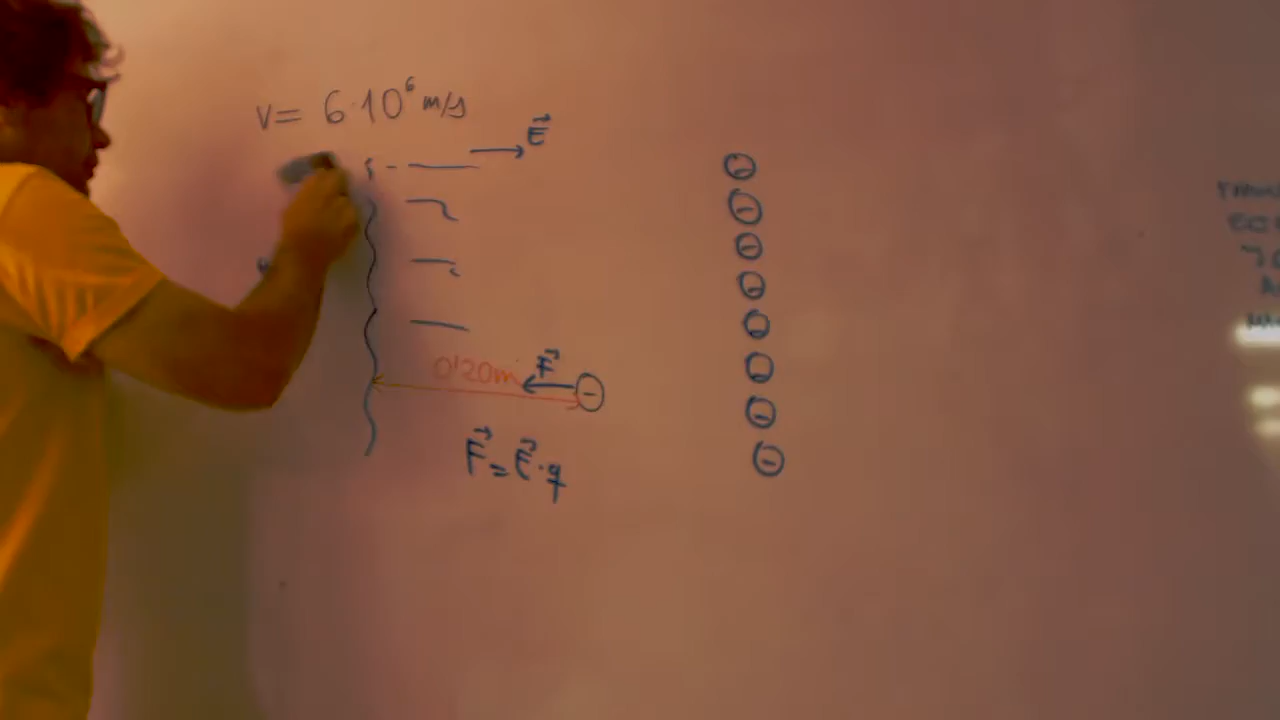 v = 6·10⁶ m/s
E⃗
0'20m
F⃗
F⃗ = E⃗·q